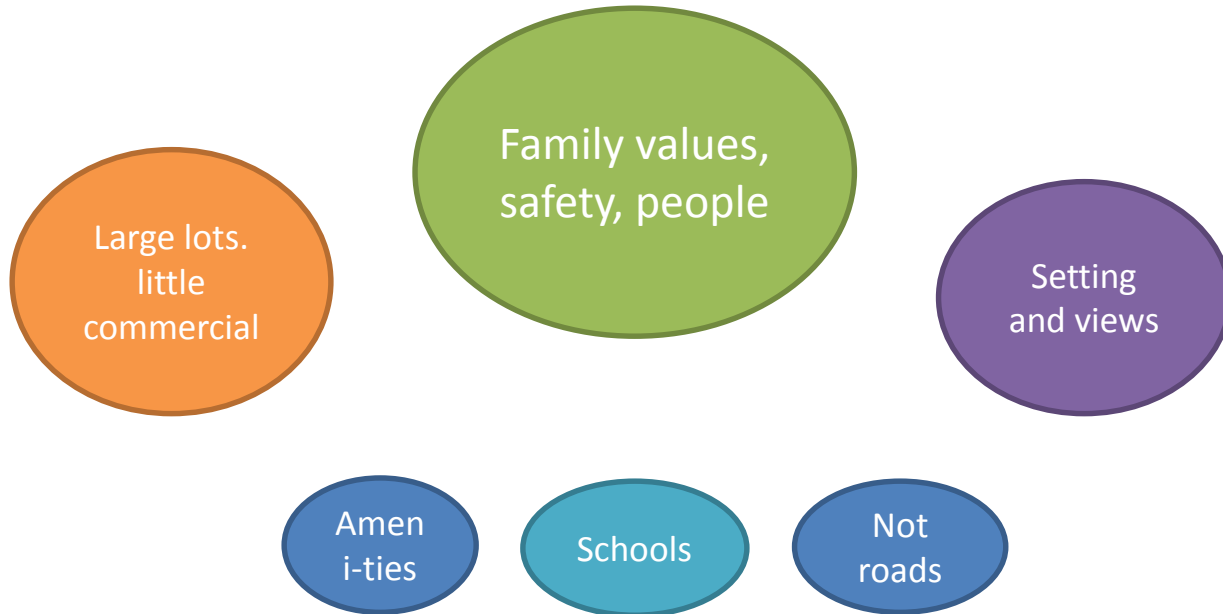 Family values,
safety, people
Large lots.
little
commercial
Setting
and views
Amen
i-ties
Schools
Not
roads